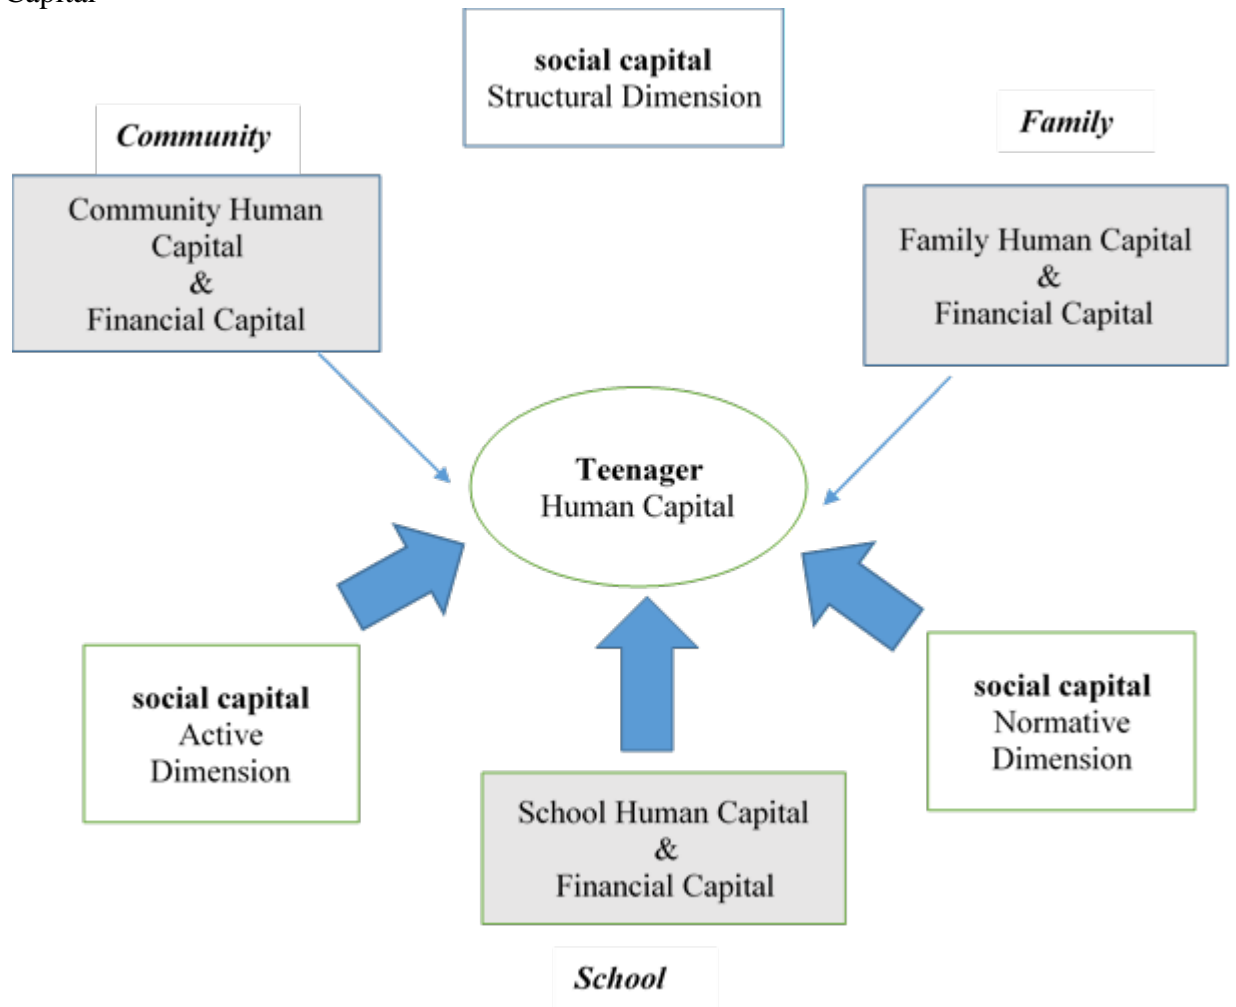 Capital
social capital
Structural Dimension
Community
Family
Community Human
Capital
&
Financial Capital
Family Human Capital
&
Financial Capital
Teenager
Human Capital
social capital
Active
Dimension
social capital
Normative
Dimension
School Human Capital
&
Financial Capital
School